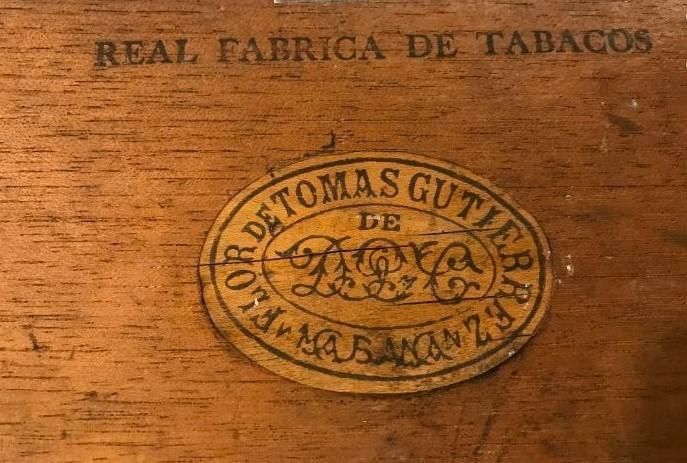 REAL FABRICA DE TABACOS
FLOR DE TOMAS GUTIERREZ
DE
HABANA